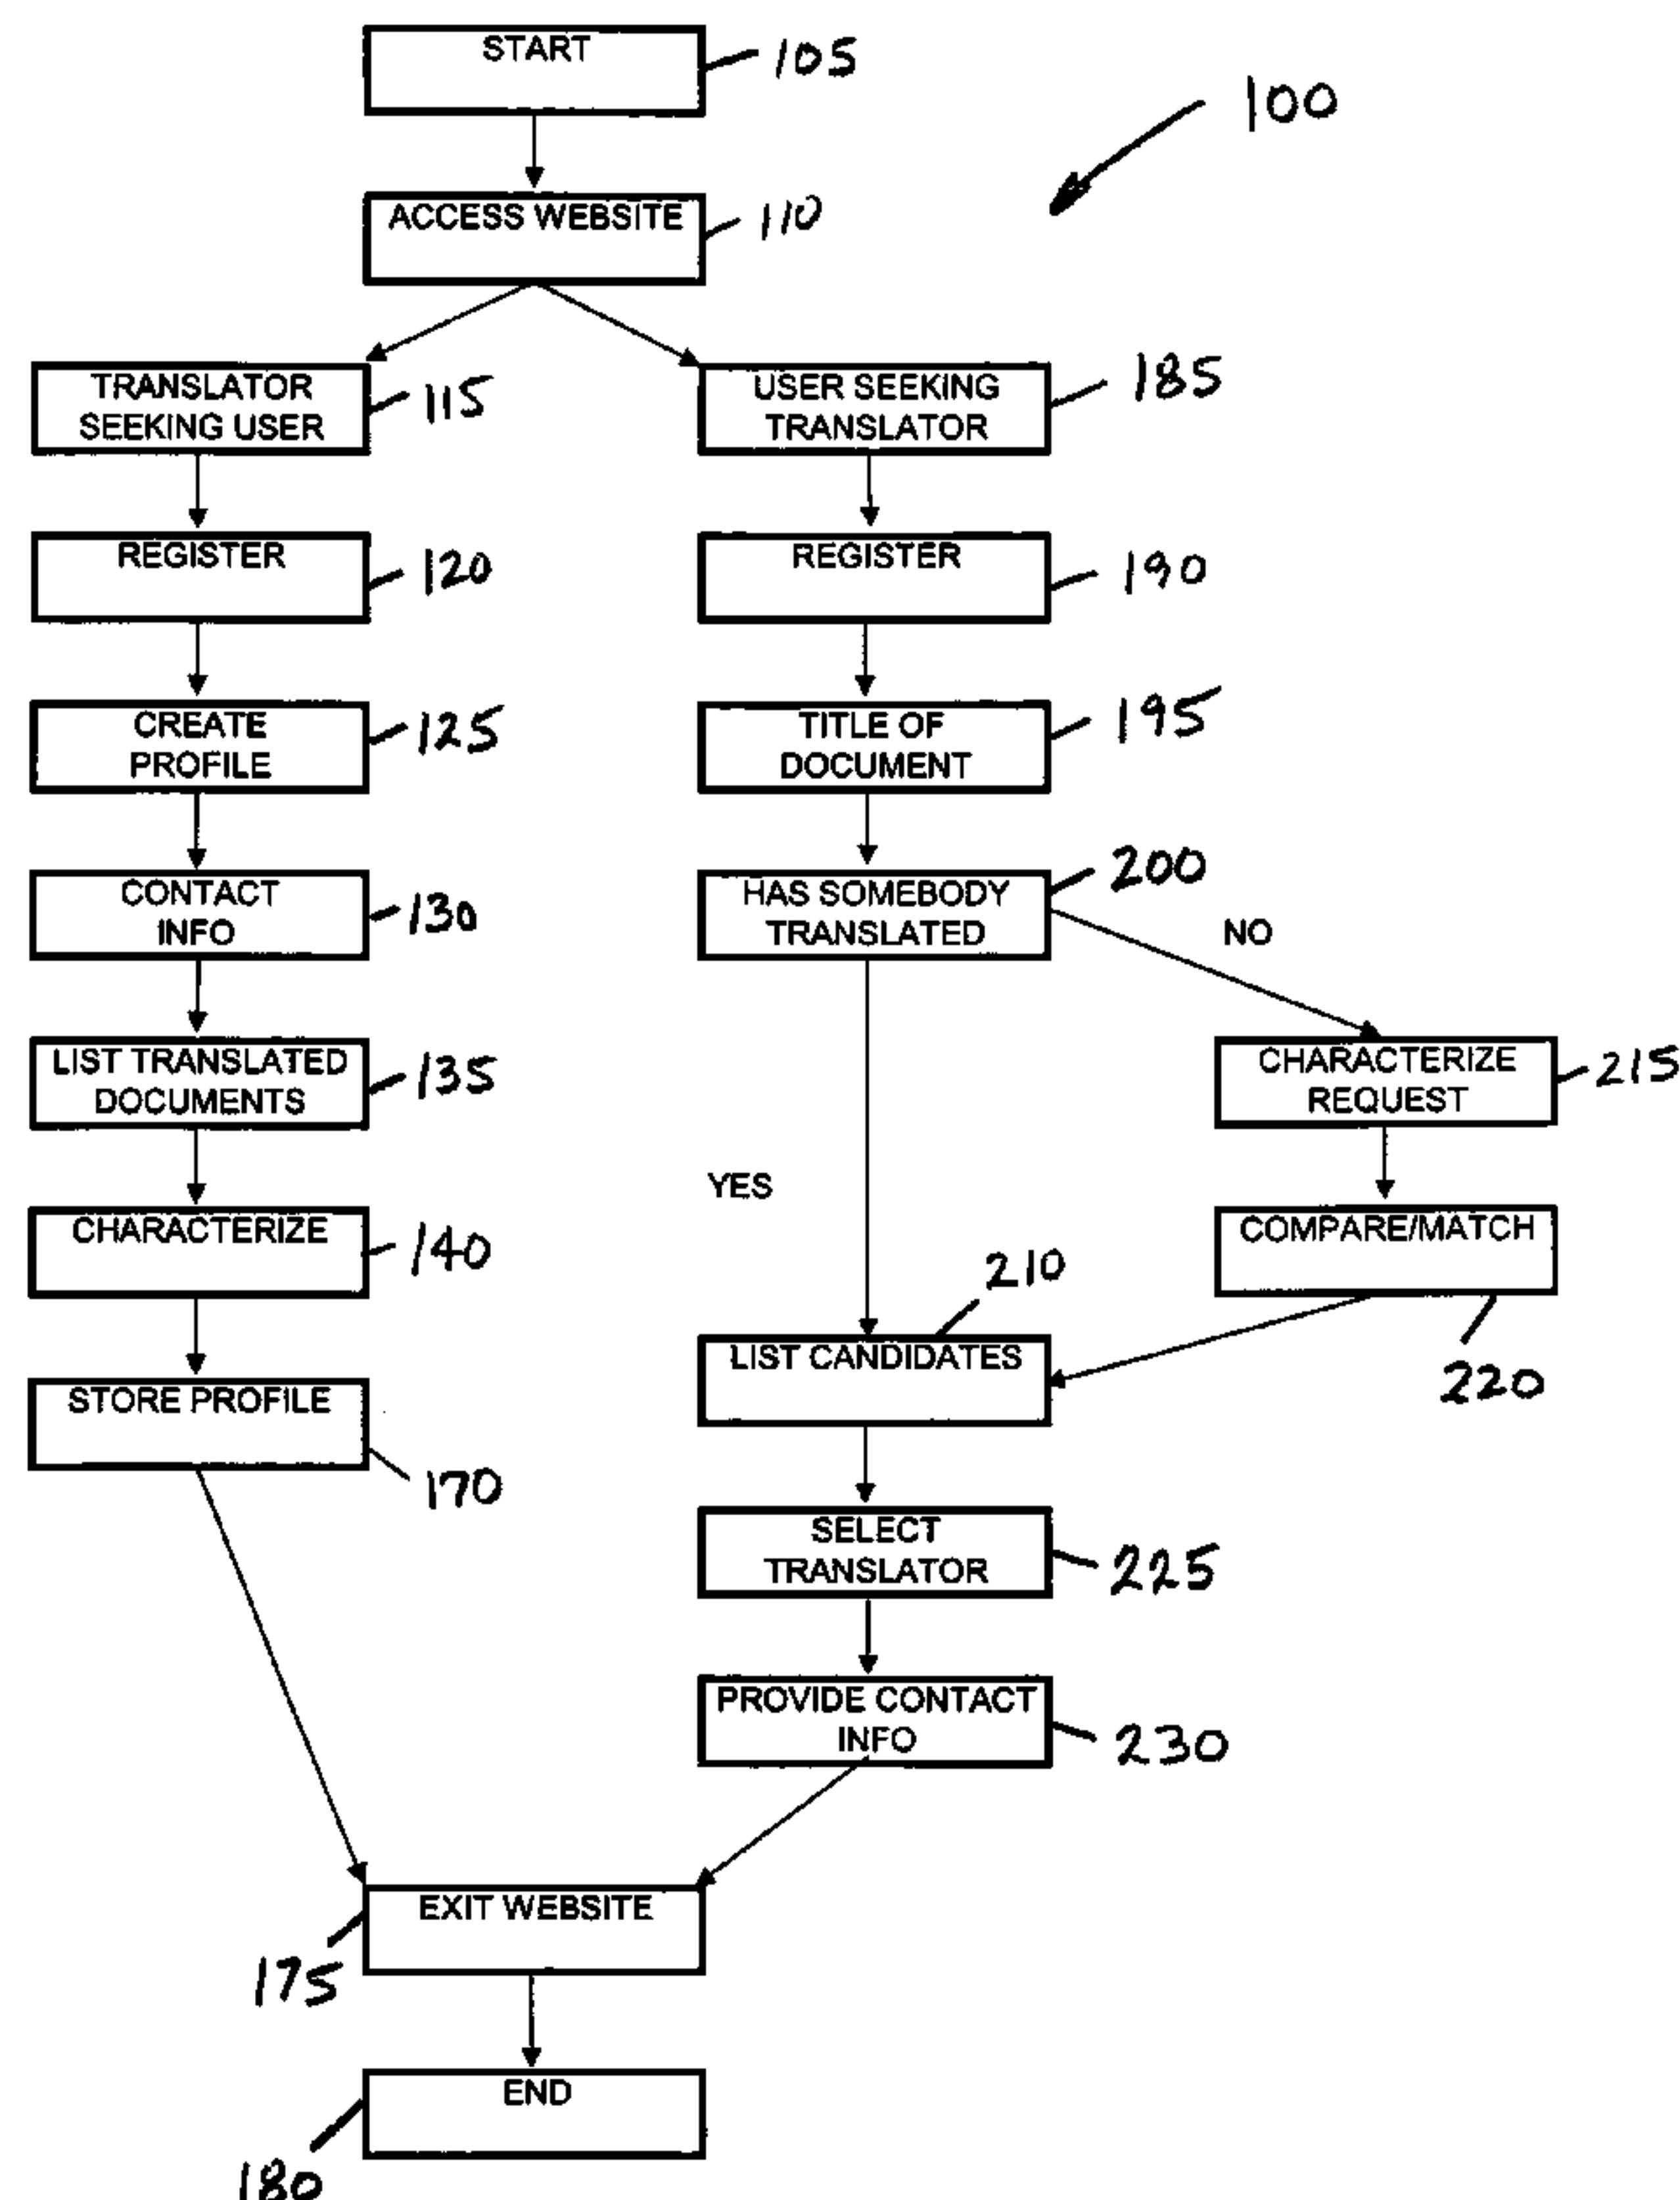 START
105
100
ACCESS WEBSITE
110
TRANSLATOR
SEEKING USER
115
USER SEEKING
TRANSLATOR
185
REGISTER
120
REGISTER
190
CREATE
PROFILE
125
TITLE OF
DOCUMENT
195
CONTACT
INFO
130
HAS SOMEBODY
TRANSLATED
200
NO
LIST TRANSLATED
DOCUMENTS
135
CHARACTERIZE
REQUEST
215
YES
CHARACTERIZE
140
COMPARE/MATCH
220
210
LIST CANDIDATES
STORE PROFILE
170
SELECT
TRANSLATOR
225
PROVIDE CONTACT
INFO
230
EXIT WEBSITE
175
END
180